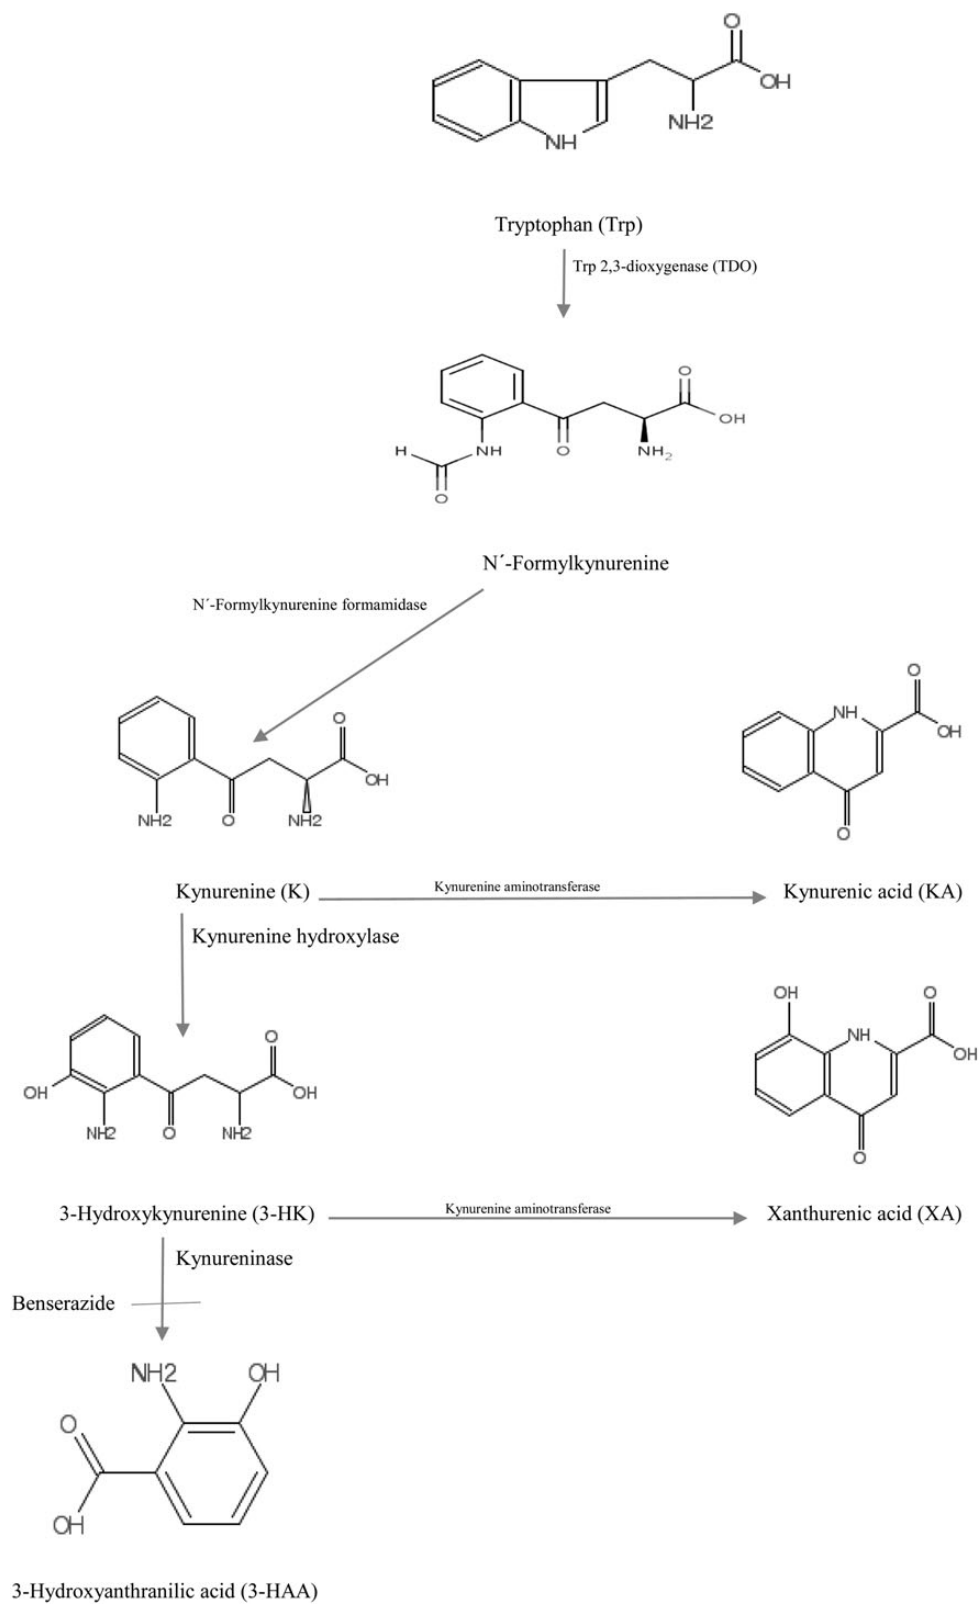 O
OH
NH2
NH
Tryptophan (Trp)
Trp 2,3-dioxygenase (TDO)
O
OH
H
NH
O
NH2
O
N´-Formylkynurenine
N´-Formylkynurenine formamidase
O
NH
OH
O
OH
NH2
O
NH2
O
Kynurenine (K)
Kynurenine aminotransferase
Kynurenic acid (KA)
Kynurenine hydroxylase
OH
O
NH
O
OH
OH
OH
NH2
O
NH2
O
3-Hydroxykynurenine (3-HK)
Kynurenine aminotransferase
Xanthurenic acid (XA)
Kynureninase
Benserazide
NH2
OH
O
OH
3-Hydroxyanthranilic acid (3-HAA)